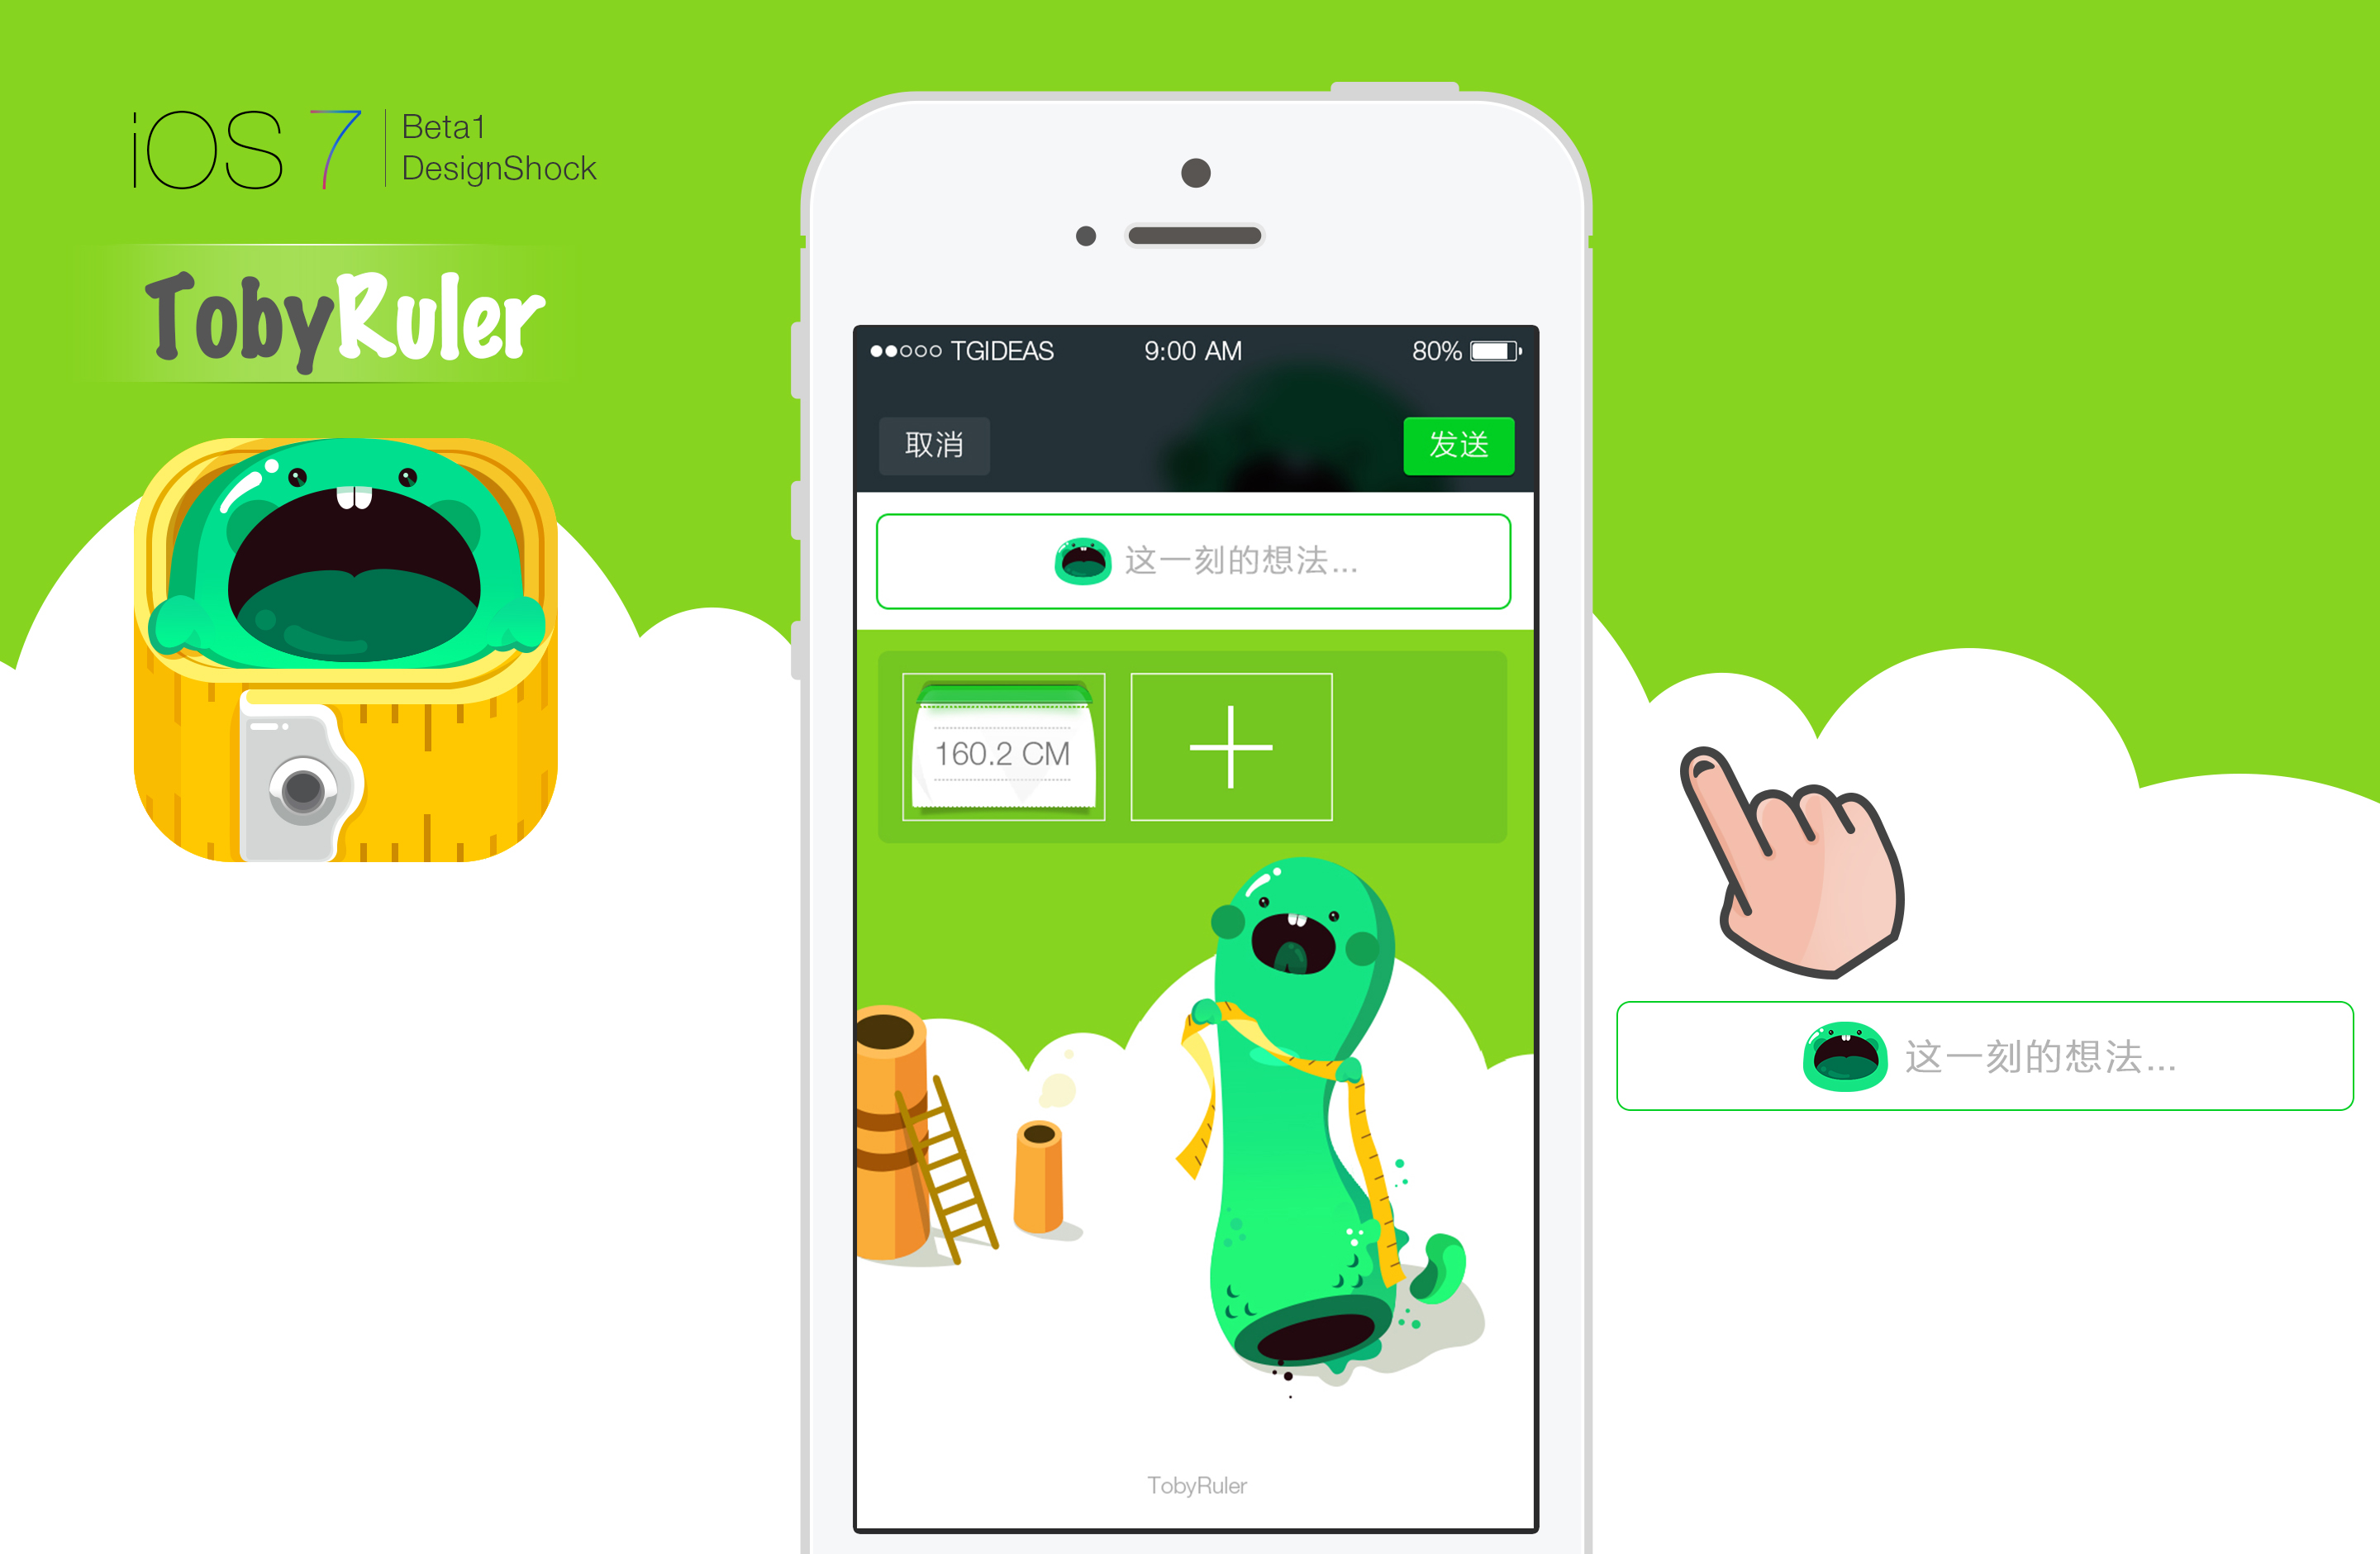 iOS 7
Beta1
DesignShock
TobyRuler
TGIDEAS 9:00 AM 80%
取消 发送
这一刻的想法...
160.2 CM
这一刻的想法...
TobyRuler